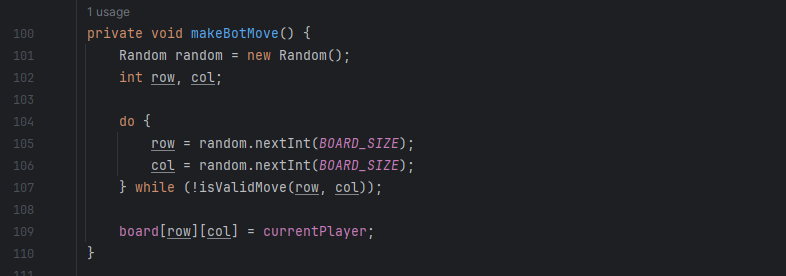 1 usage
100 private void makeBotMove() {
101 Random random = new Random();
102 int row, col;
103
104 do {
105 row = random.nextInt(BOARD_SIZE);
106 col = random.nextInt(BOARD_SIZE);
107 } while (!isValidMove(row, col));
108
109 board[row][col] = currentPlayer;
110 }
111